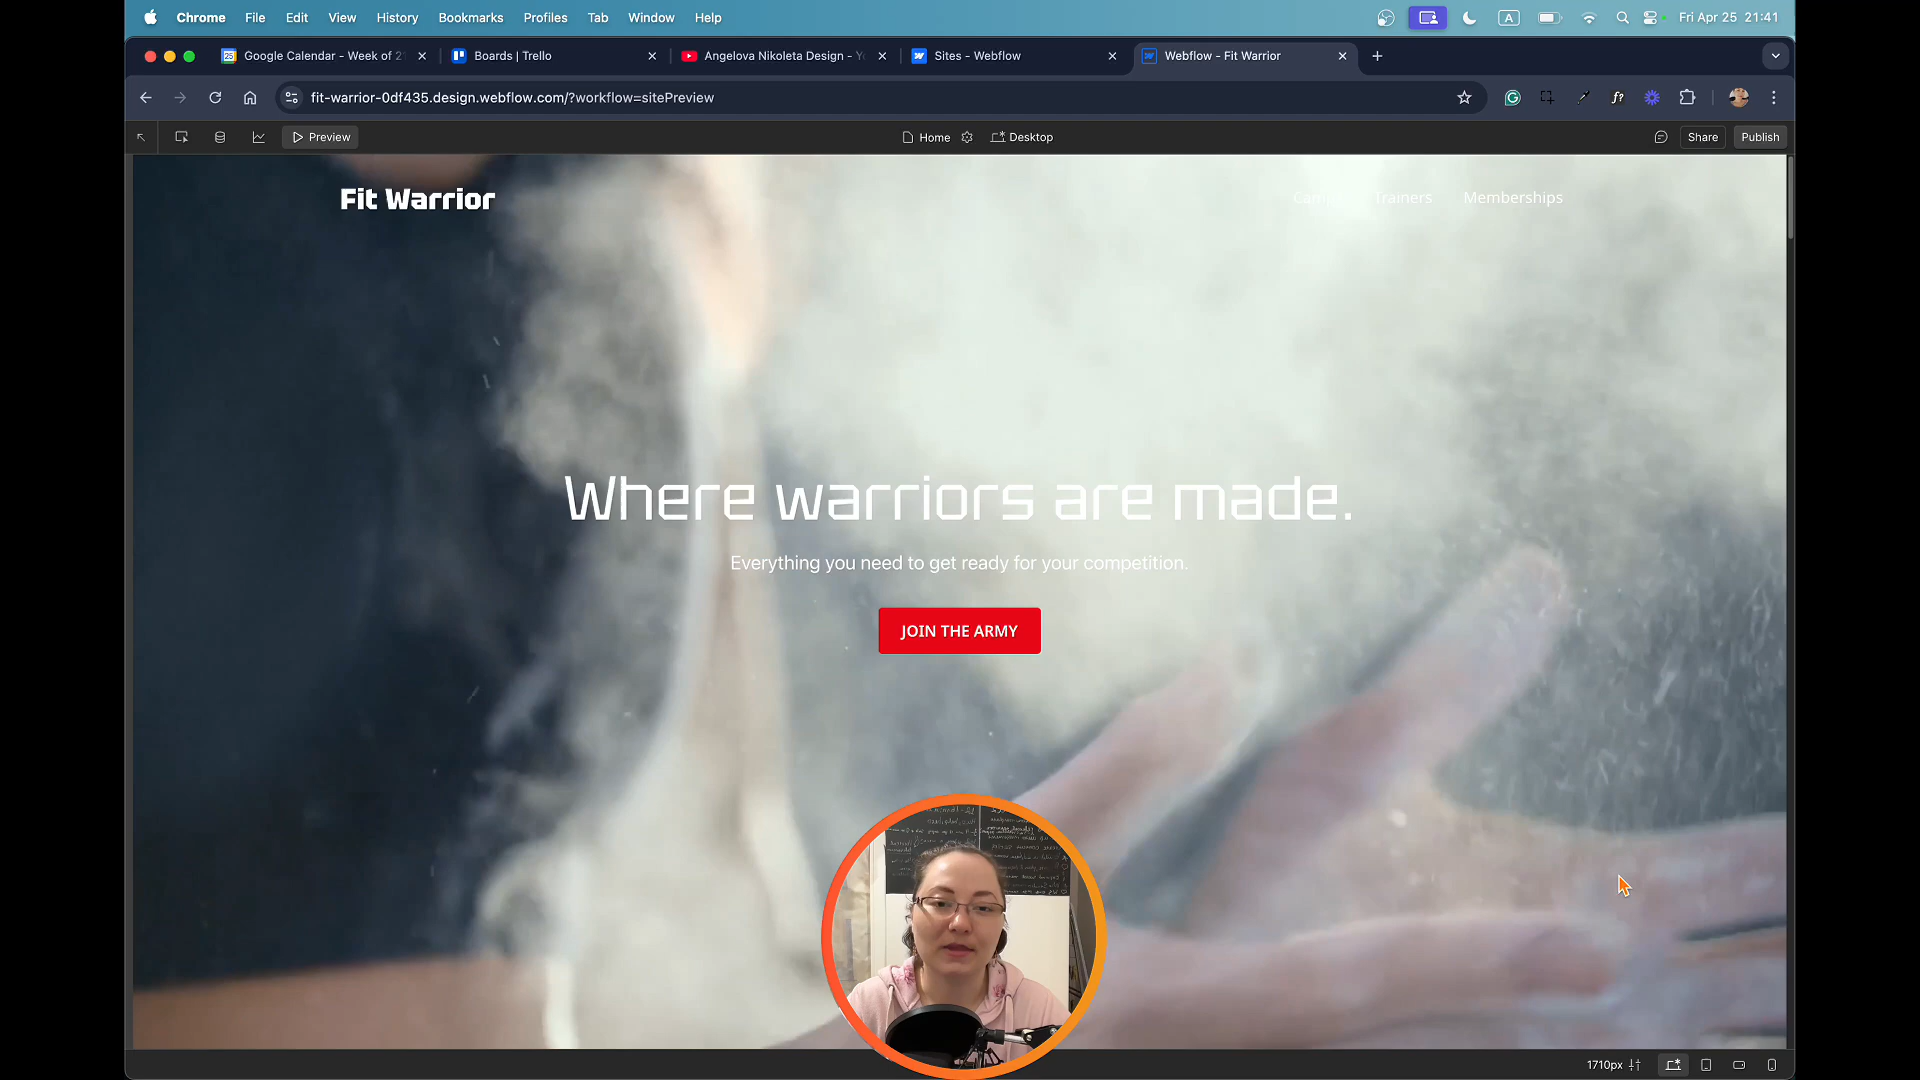 Chrome File Edit View History Bookmarks Profiles Tab Window Help A Fri Apr 25 21:41
25 Google Calendar - Week of 2 Boards | Trello Angelova Nikoleta Design - Y Sites - Webflow Webflow - Fit Warrior
fit-warrior-0df435.design.webflow.com/?workflow=sitePreview f?
Preview Home Desktop Share Publish
Fit Warrior Trainers Memberships
Where warriors are made.
Everything you need to get ready for your competition.
JOIN THE ARMY
1710px